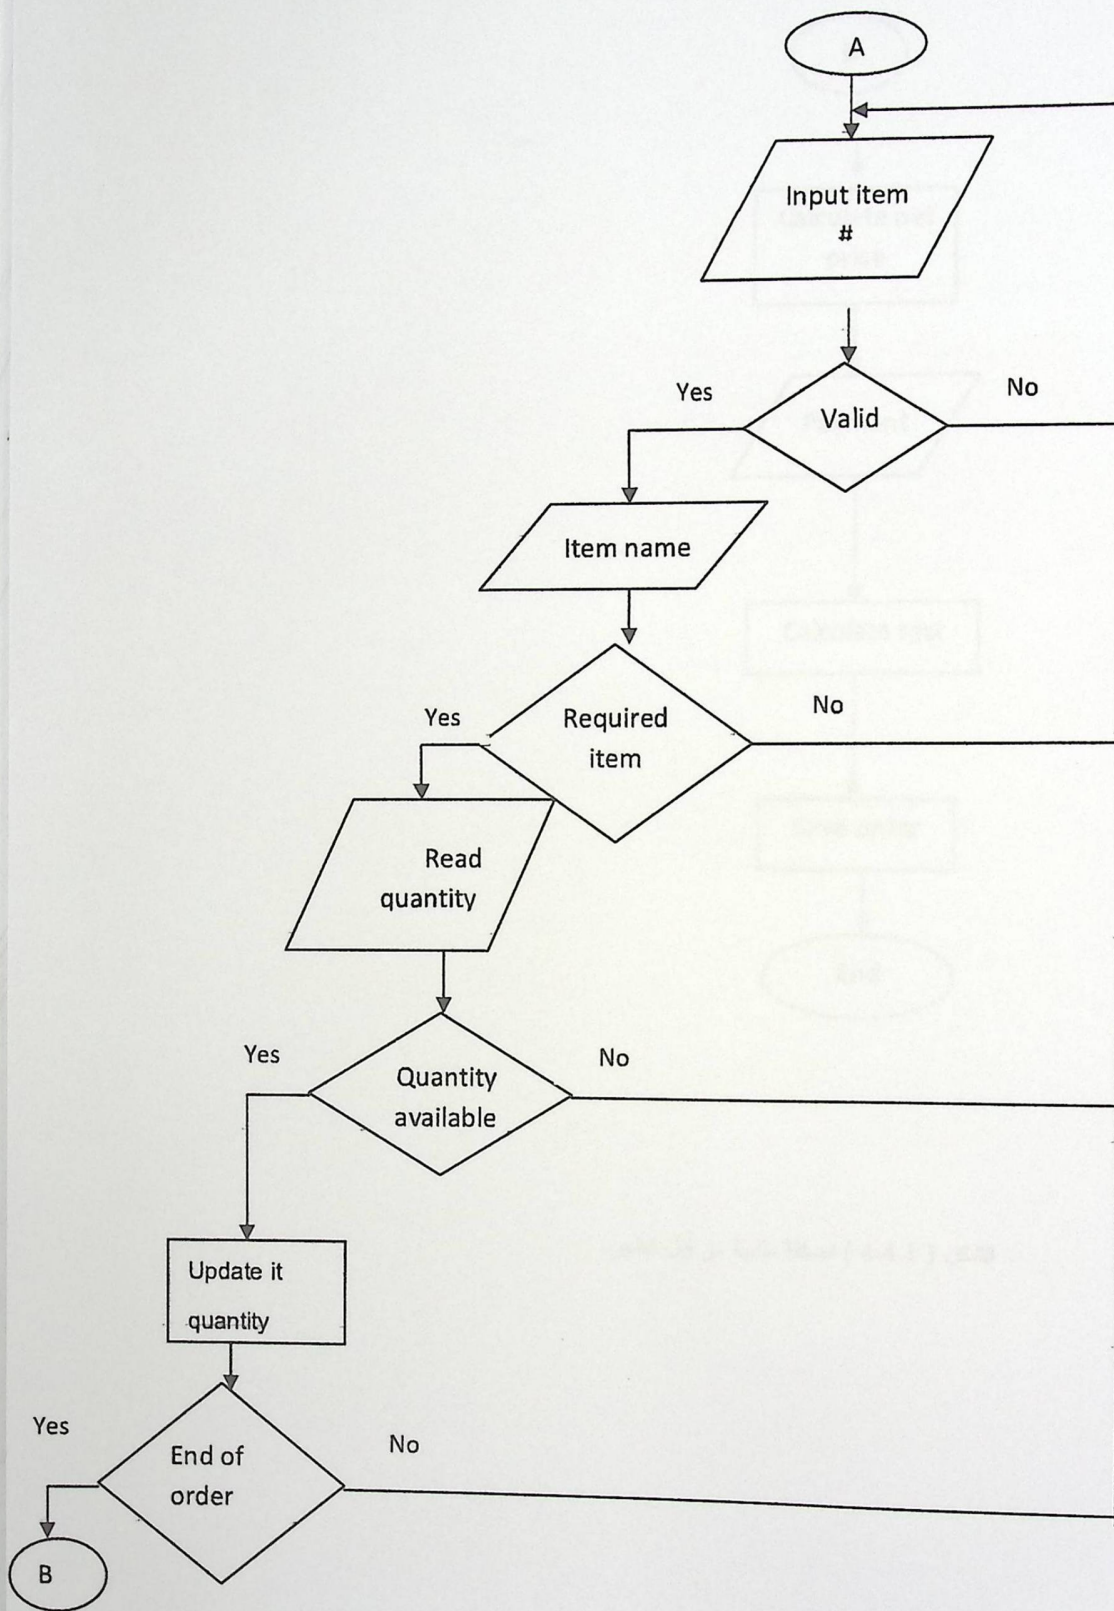 A
Input item
#
Yes
No
Valid
Item name
Yes
No
Required
item
Read
quantity
Yes
No
Quantity
available
Update it
quantity
Yes
No
End of
order
B